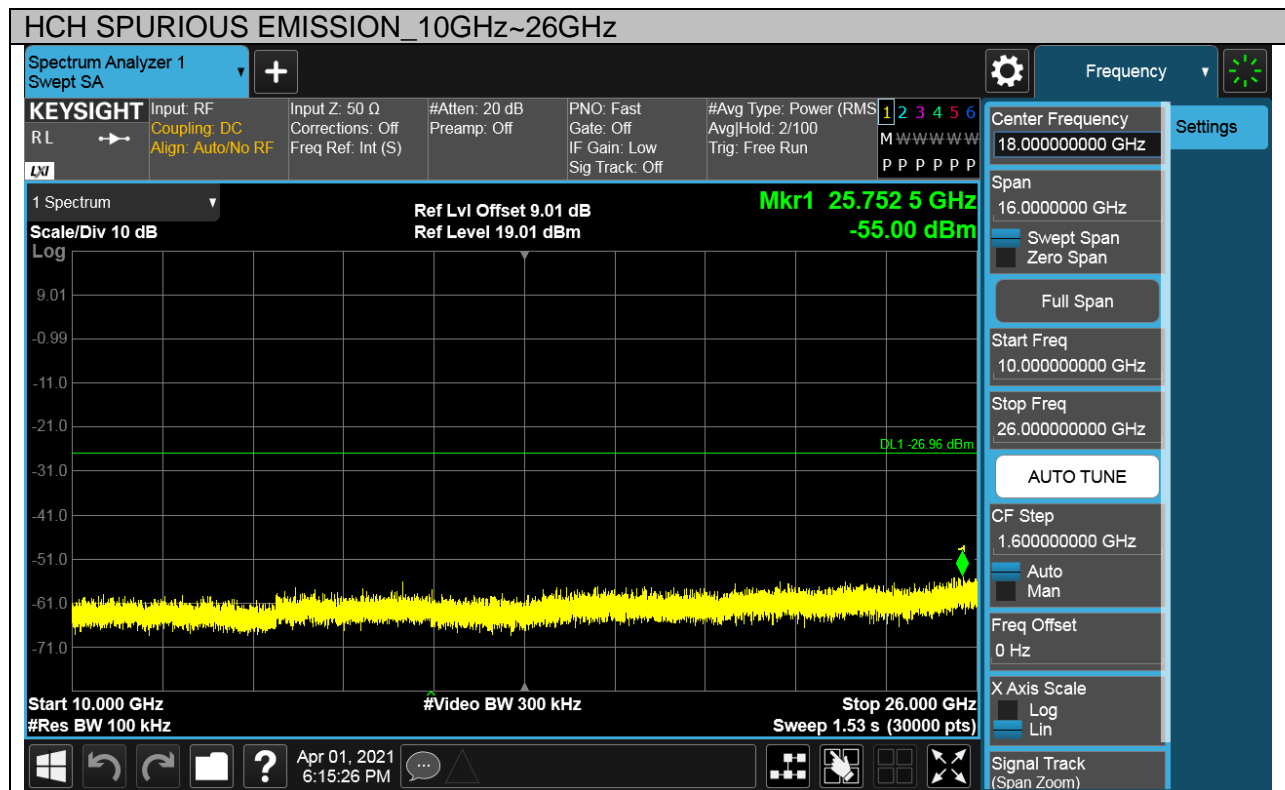 HCH SPURIOUS EMISSION_10GHz~26GHz
Spectrum Analyzer 1
Swept SA
Frequency
KEYSIGHT
RL
LXI
Input: RF
Coupling: DC
Align: Auto/No RF
Input Z: 50 Ω
Corrections: Off
Freq Ref: Int (S)
#Atten: 20 dB
Preamp: Off
PNO: Fast
Gate: Off
IF Gain: Low
Sig Track: Off
#Avg Type: Power (RMS
Avg|Hold: 2/100
Trig: Free Run
1 2 3 4 5 6
M W W W W W
P P P P P P
1 Spectrum
Scale/Div 10 dB
Ref Lvl Offset 9.01 dB
Ref Level 19.01 dBm
Mkr1 25.752 5 GHz
-55.00 dBm
Log
9.01
-0.99
-11.0
-21.0
-31.0
-41.0
-51.0
-61.0
-71.0
DL1 -26.96 dBm
1
Start 10.000 GHz
#Res BW 100 kHz
#Video BW 300 kHz
Stop 26.000 GHz
Sweep 1.53 s (30000 pts)
Apr 01, 2021
6:15:26 PM
Center Frequency
18.000000000 GHz
Settings
Span
16.0000000 GHz
Swept Span
Zero Span
Full Span
Start Freq
10.000000000 GHz
Stop Freq
26.000000000 GHz
AUTO TUNE
CF Step
1.600000000 GHz
Auto
Man
Freq Offset
0 Hz
X Axis Scale
Log
Lin
Signal Track
(Span Zoom)